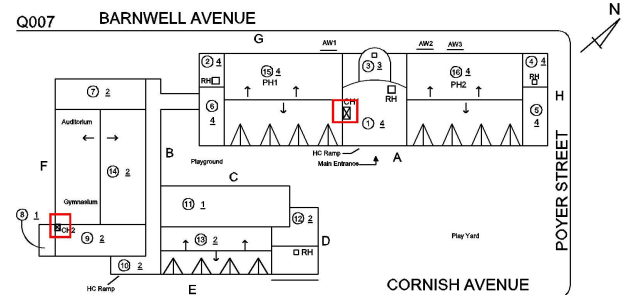 Q007 BARNWELL AVENUE N
G
AW1 AW2 AW3
2 4 15 4 3 3 16 4 4 4
RH PH1 RH PH2 RH
7 2 6 4 CH1 1 4 5 4 H
Auditorium
F B HC Ramp
Main Entrance A
Playground
14 2 C
Gymnasium
8 1 11 1 12 2
CH2 9 2 13 2 D Play Yard
RH
10 2
HC Ramp E
CORNISH AVENUE
POYER STREET